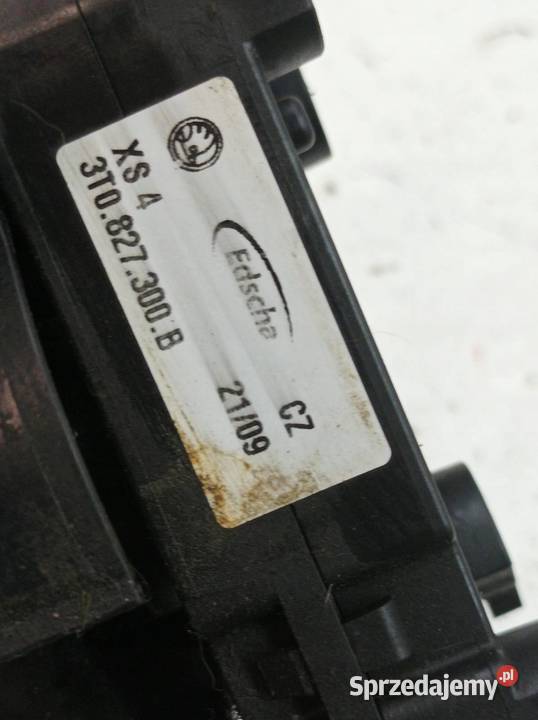 XS 4
3T0.827.300.B
Edscha
CZ
21/09
Sprzedajemy.pl